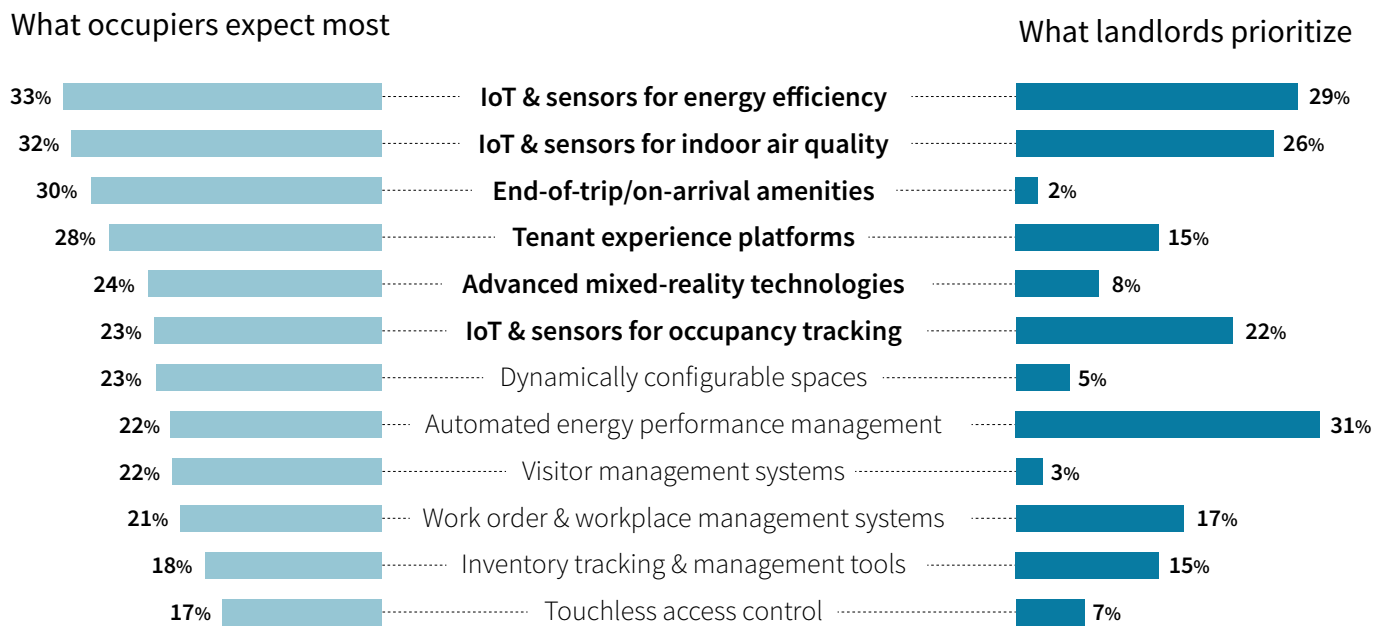 What occupiers expect most
What landlords prioritize
33% IoT & sensors for energy efficiency 29%
32% IoT & sensors for indoor air quality 26%
30% End-of-trip/on-arrival amenities 2%
28% Tenant experience platforms 15%
24% Advanced mixed-reality technologies 8%
23% IoT & sensors for occupancy tracking 22%
23% Dynamically configurable spaces 5%
22% Automated energy performance management 31%
22% Visitor management systems 3%
21% Work order & workplace management systems 17%
18% Inventory tracking & management tools 15%
17% Touchless access control 7%